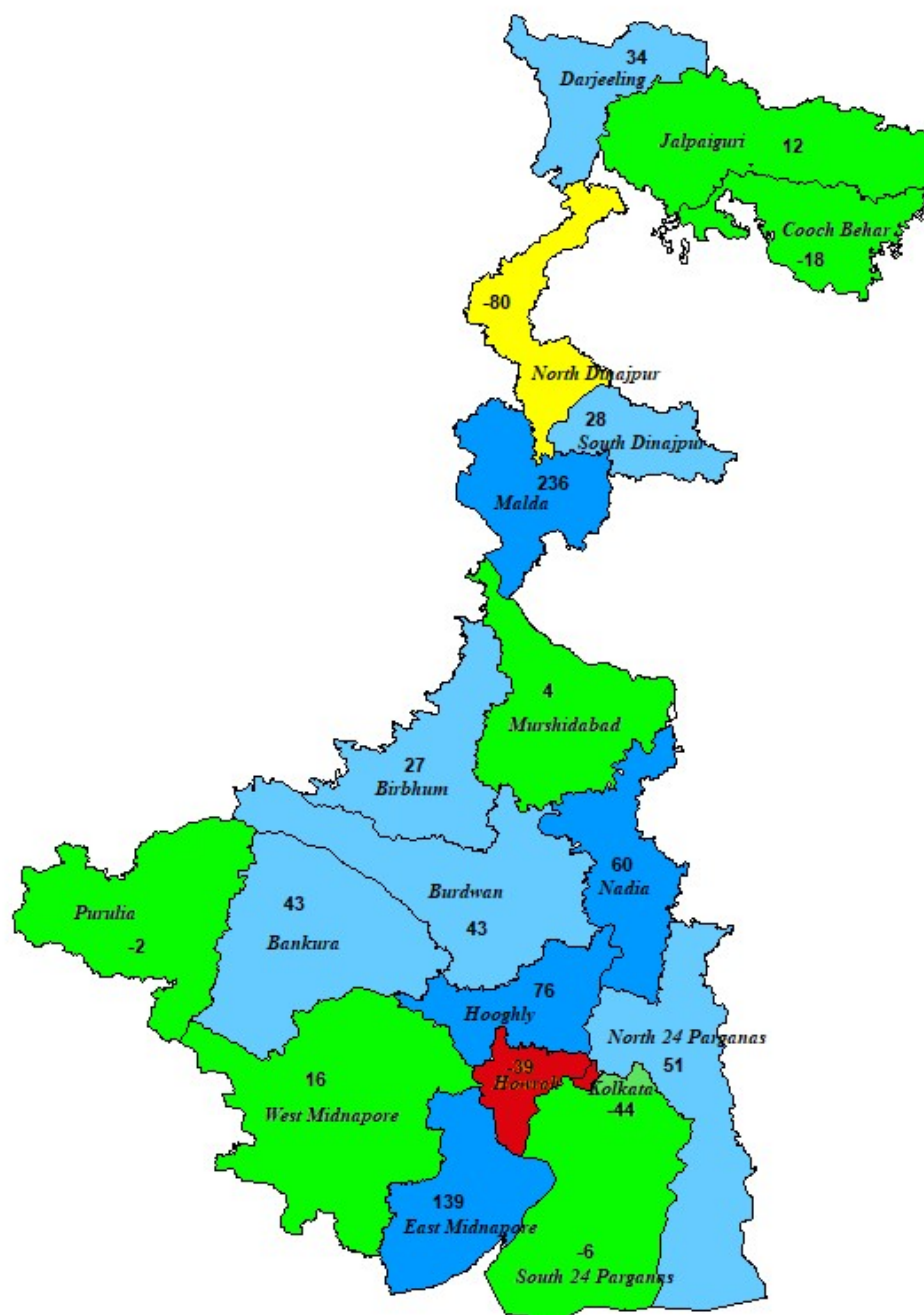 34
Darjeeling
Jalpaiguri 12
Cooch Behar
-18
-80
North Dinajpur
28
South Dinajpur
236
Malda
4
Murshidabad
27
Birbhum
60
Nadia
Burdwan
43
43
Bankura
Purulia
-2
76
Hooghly
North 24 Parganas
51
-39
Howrah
Kolkata
-44
16
West Midnapore
139
East Midnapore
-6
South 24 Parganas